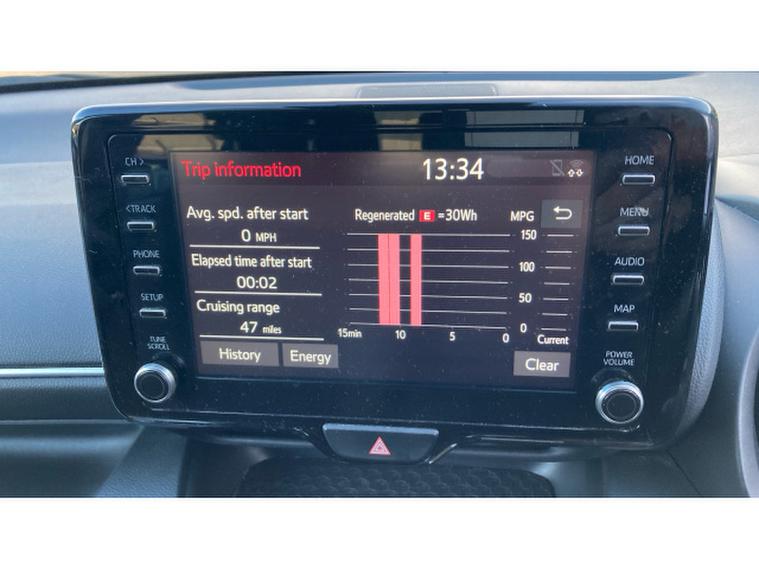 CH >
<TRACK
PHONE
SETUP
TUNE
SCROLL
Trip information
13:34
Avg. spd. after start
0 MPH
Elapsed time after start
00:02
Cruising range
47 miles
History
Energy
Regenerated E =30Wh
MPG
150
100
50
0
15min 10 5 0
Current
Clear
HOME
MENU
AUDIO
MAP
POWER
VOLUME